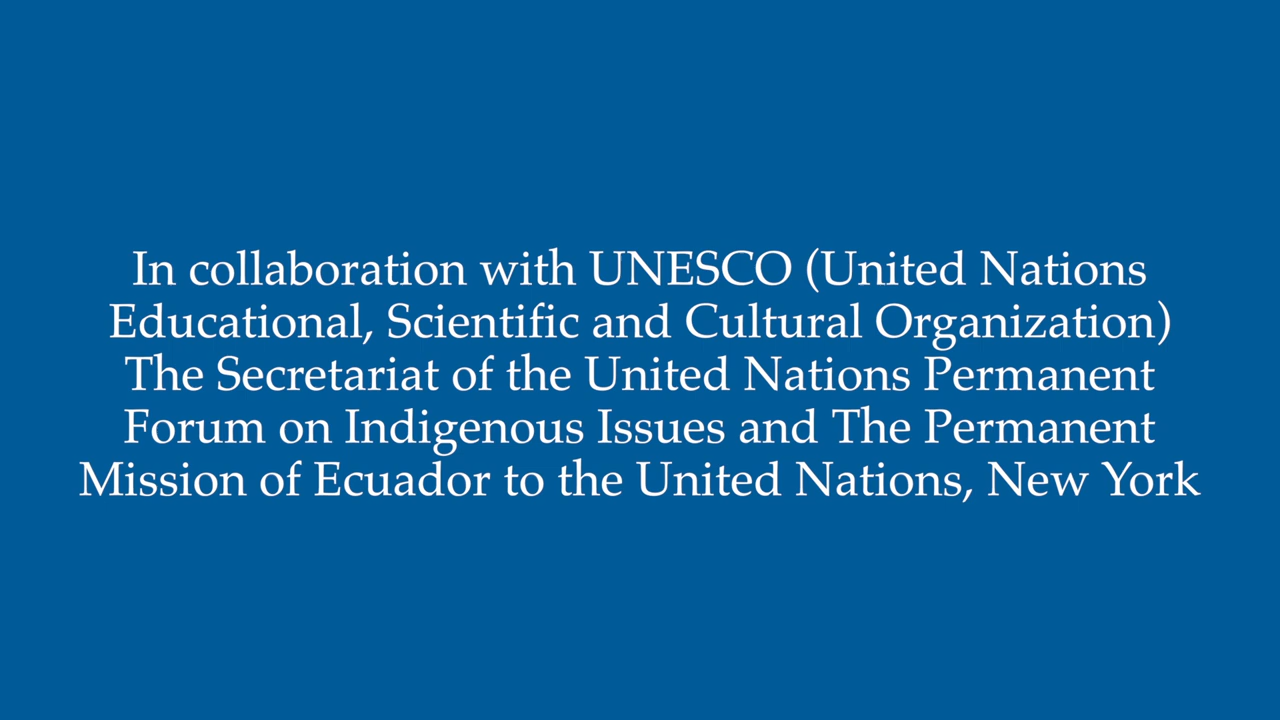 In collaboration with UNESCO (United Nations
Educational, Scientific and Cultural Organization)
The Secretariat of the United Nations Permanent
Forum on Indigenous Issues and The Permanent
Mission of Ecuador to the United Nations, New York